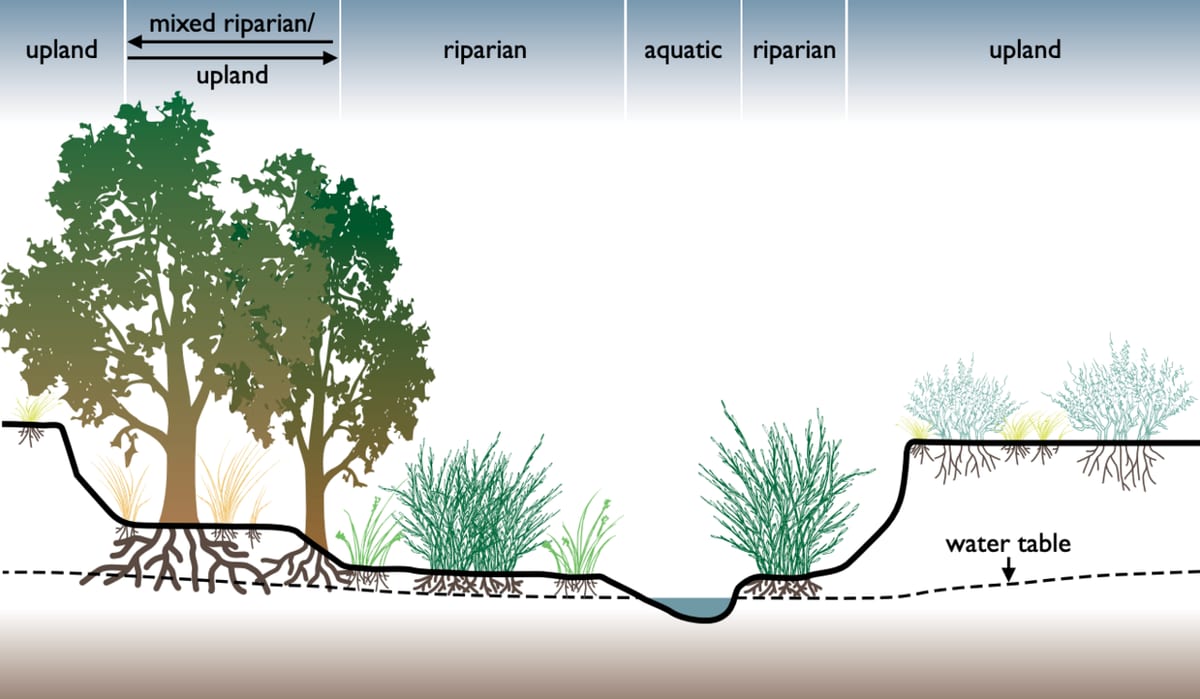 upland
mixed riparian/
upland
riparian
aquatic
riparian
upland
water table